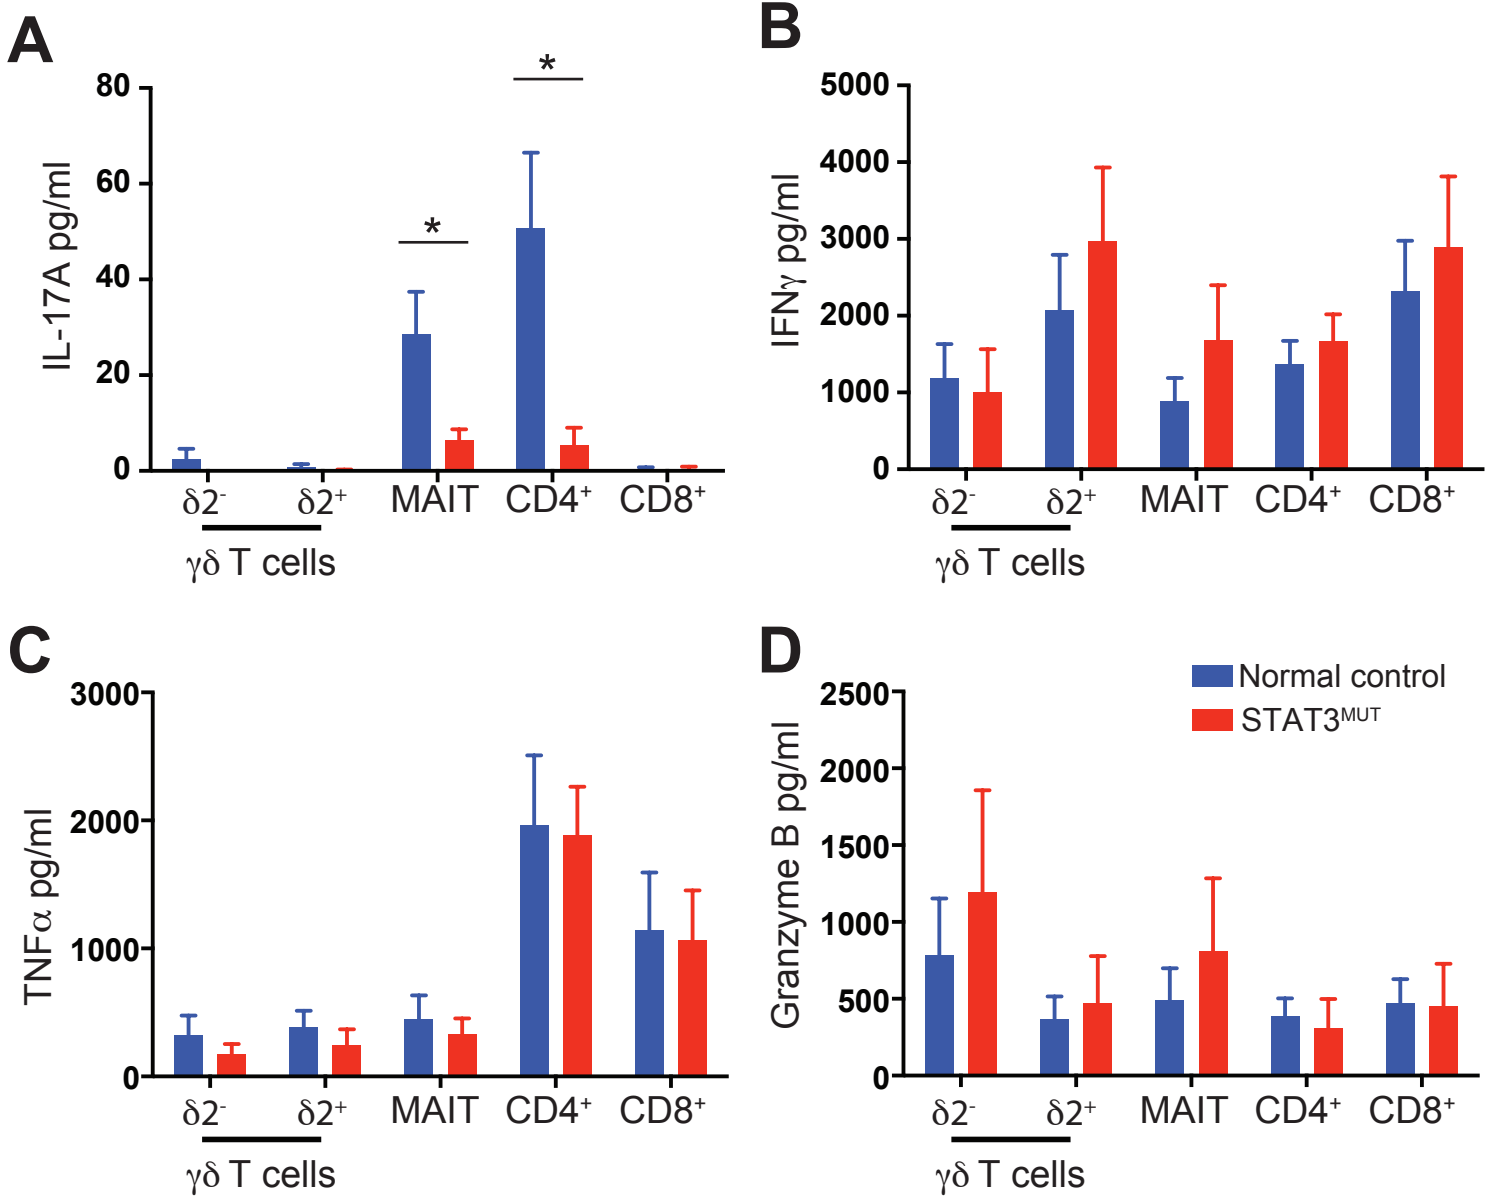 A
IL-17A pg/ml
80
60
40
20
0
*
*
δ2⁻ δ2⁺ MAIT CD4⁺ CD8⁺
γδ T cells
B
IFNγ pg/ml
5000
4000
3000
2000
1000
0
δ2⁻ δ2⁺ MAIT CD4⁺ CD8⁺
γδ T cells
C
TNFα pg/ml
3000
2000
1000
0
δ2⁻ δ2⁺ MAIT CD4⁺ CD8⁺
γδ T cells
D
Normal control
STAT3ᴹᵁᵀ
Granzyme B pg/ml
2500
2000
1500
1000
500
0
δ2⁻ δ2⁺ MAIT CD4⁺ CD8⁺
γδ T cells